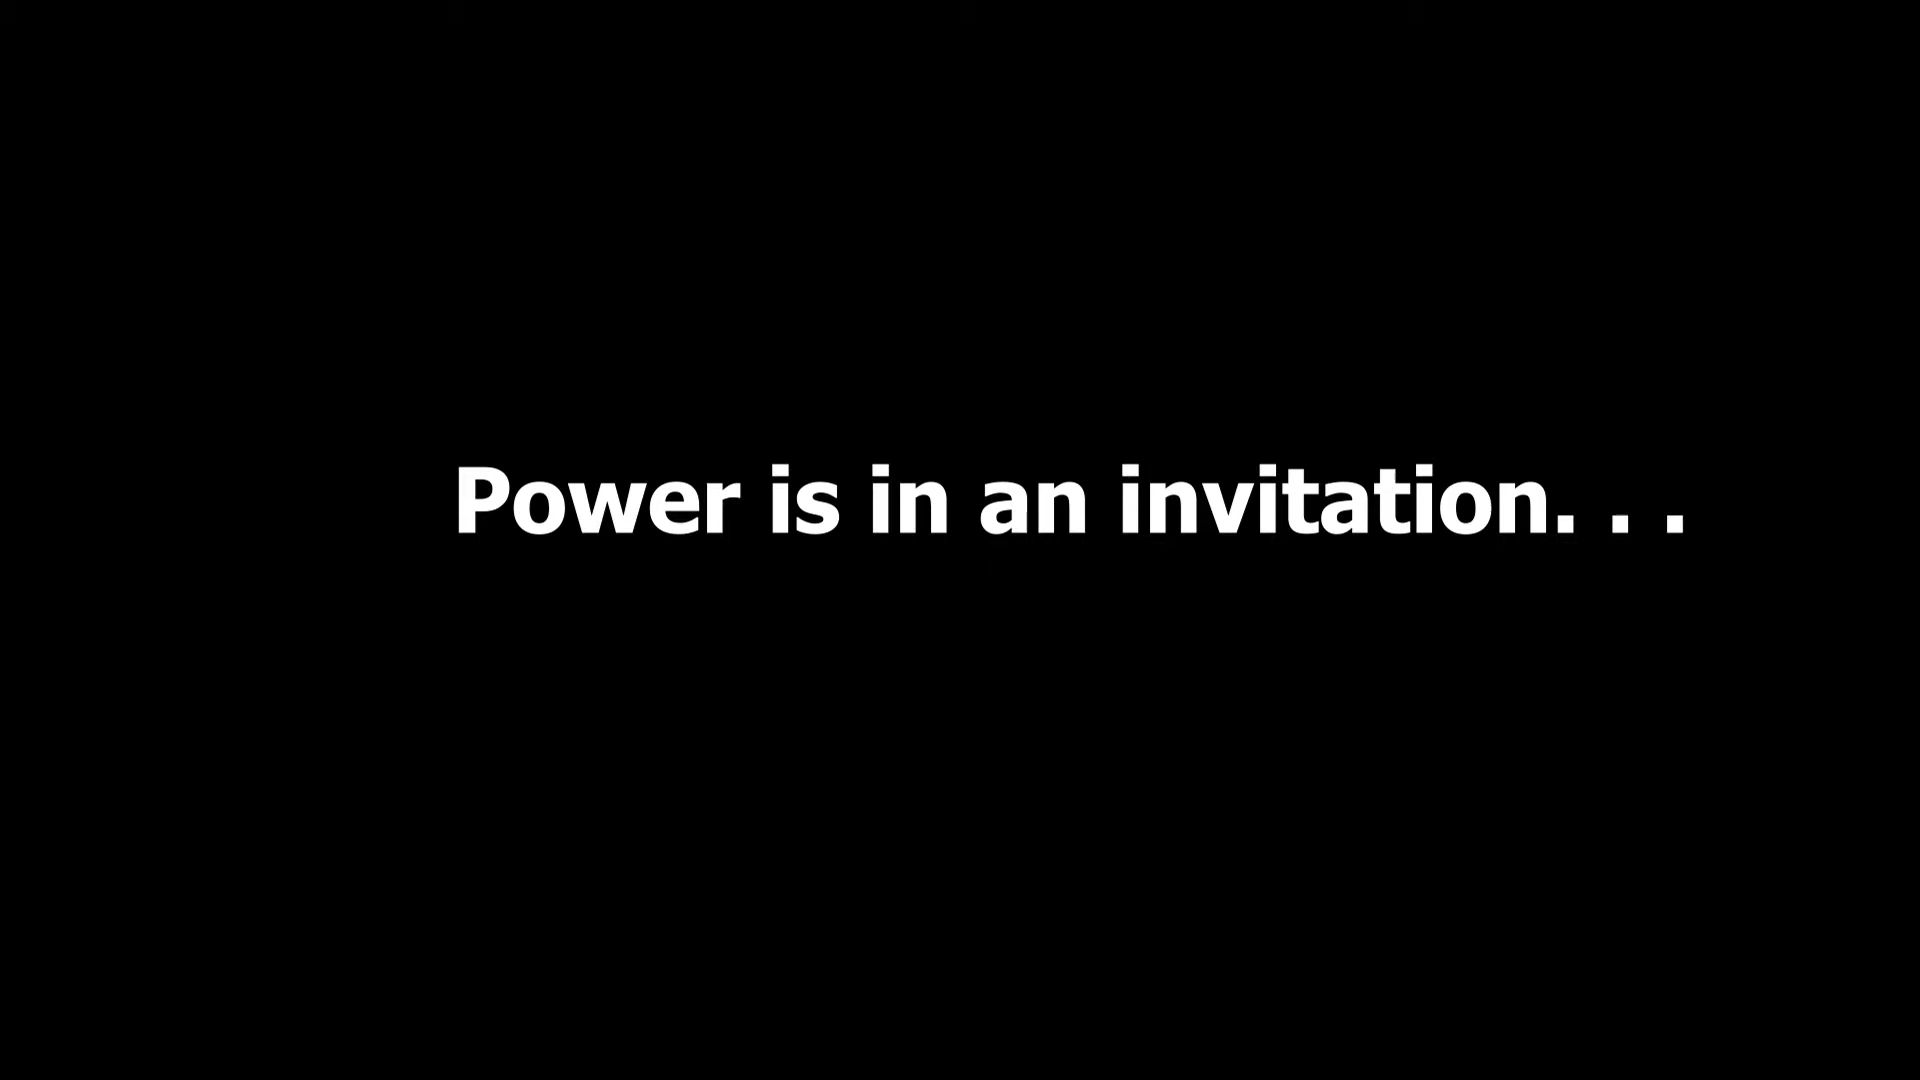 Power is in an invitation. . .